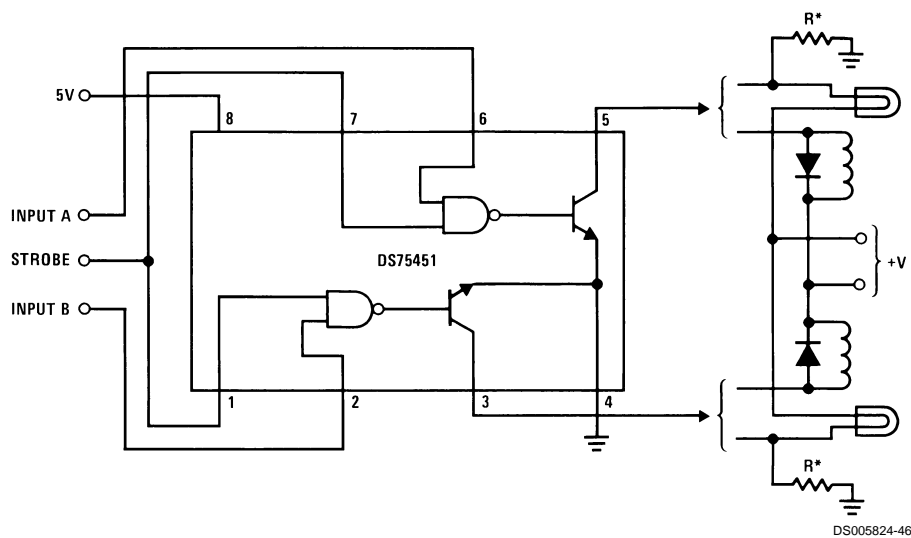 R*
5V
8
7
6
5
INPUT A
STROBE
DS75451
+V
INPUT B
1
2
3
4
R*
DS005824-46